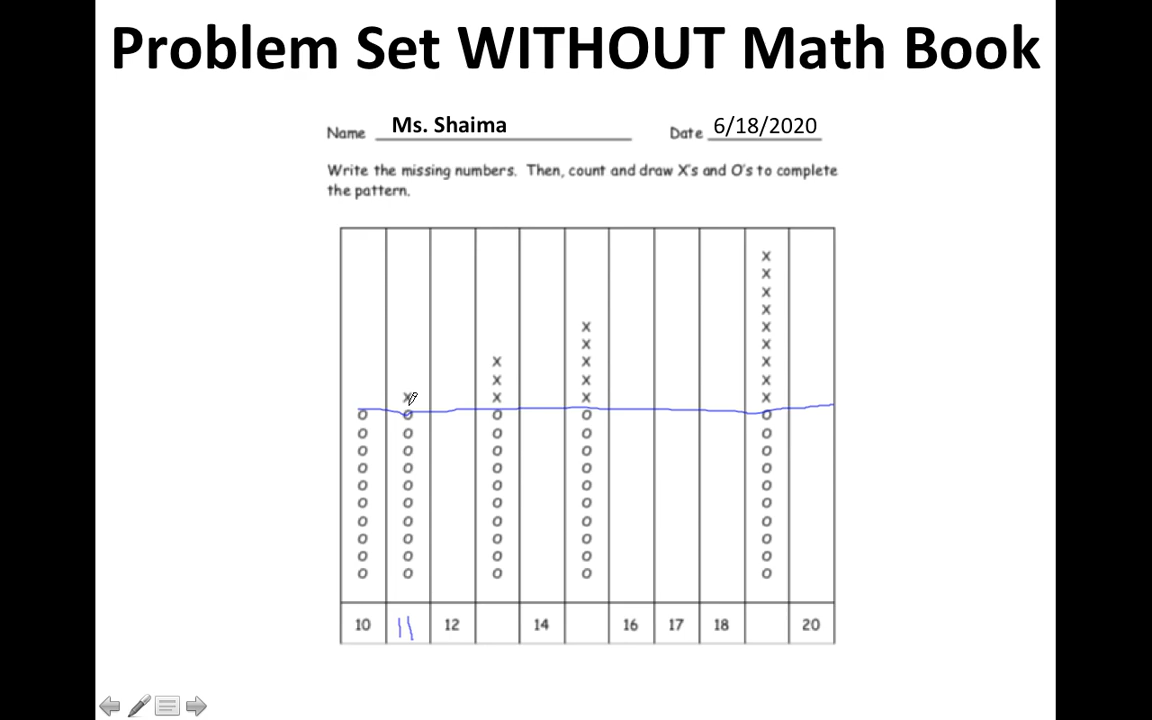 Problem Set WITHOUT Math Book
Name Ms. Shaima Date 6/18/2020
Write the missing numbers. Then, count and draw X's and O's to complete
the pattern.
X
X
X
X
X X
X X
X X X
X X X
X X X X
O O O O O
O O O O O
O O O O O
O O O O O
O O O O O
O O O O O
O O O O O
O O O O O
O O O O O
O O O O O
10 11 12 14 16 17 18 20